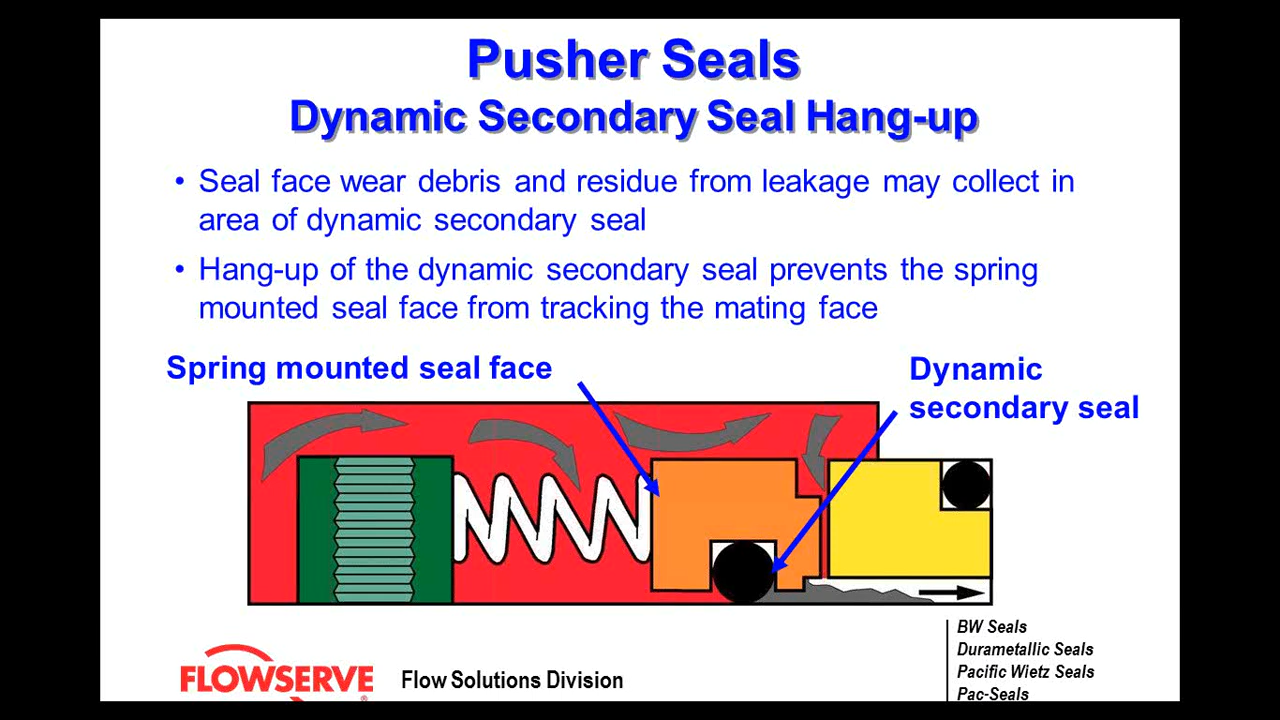 Pusher Seals
Dynamic Secondary Seal Hang-up
• Seal face wear debris and residue from leakage may collect in
area of dynamic secondary seal
• Hang-up of the dynamic secondary seal prevents the spring
mounted seal face from tracking the mating face
Spring mounted seal face
Dynamic
secondary seal
FLOWSERVE
®
Flow Solutions Division
BW Seals
Durametallic Seals
Pacific Wietz Seals
Pac-Seals